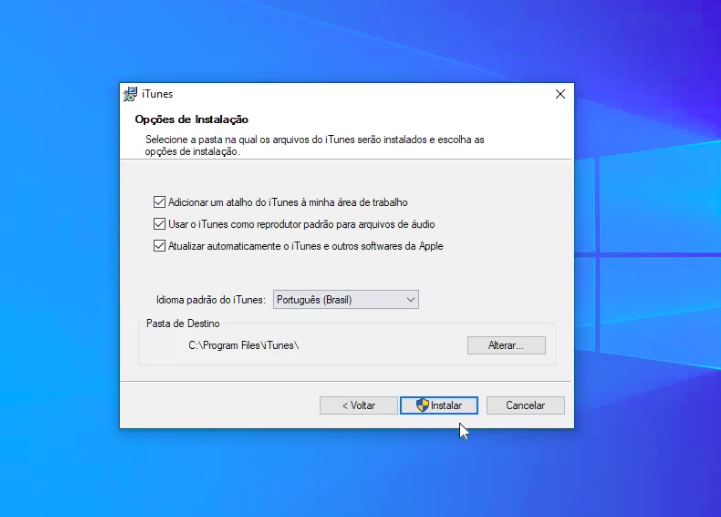 iTunes
Opções de Instalação
Selecione a pasta na qual os arquivos do iTunes serão instalados e escolha as
opções de instalação.
Adicionar um atalho do iTunes à minha área de trabalho
Usar o iTunes como reprodutor padrão para arquivos de áudio
Atualizar automaticamente o iTunes e outros softwares da Apple
Idioma padrão do iTunes: Português (Brasil)
Pasta de Destino
C:\Program Files\iTunes\ Alterar...
< Voltar Instalar Cancelar